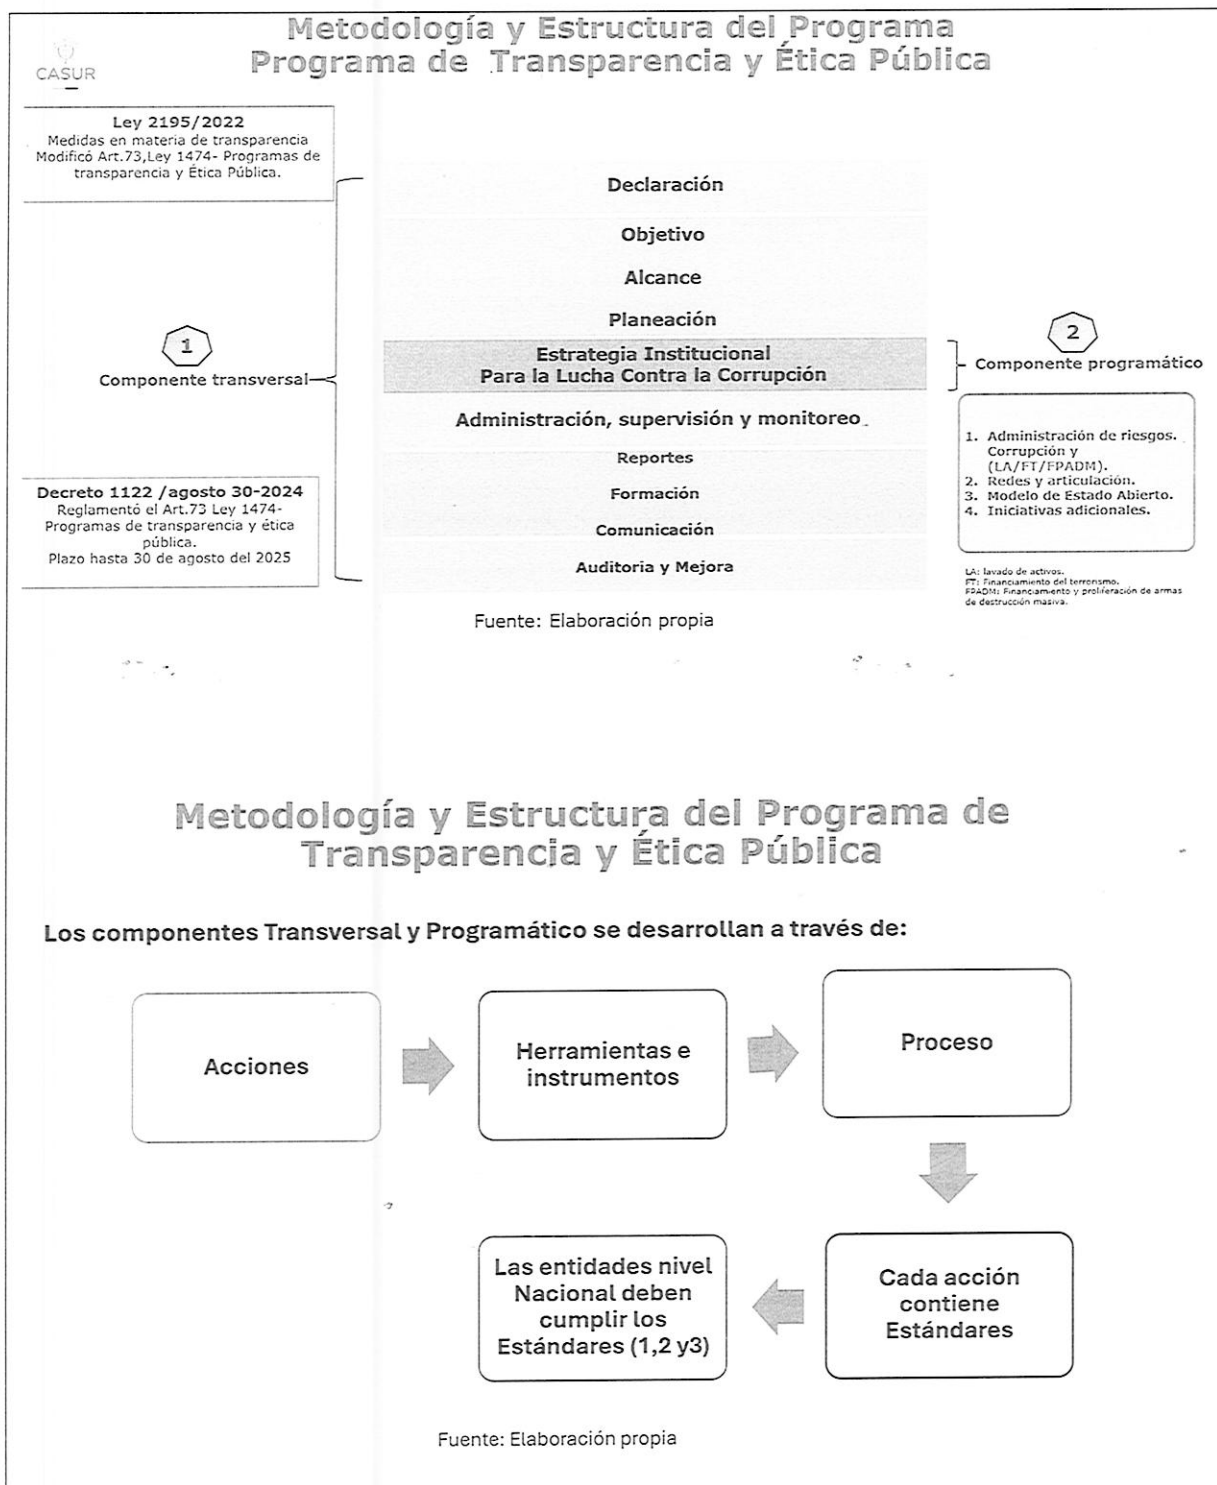 Metodología y Estructura del Programa
Programa de Transparencia y Ética Pública
CASUR
Ley 2195/2022
Medidas en materia de transparencia
Modificó Art.73,Ley 1474- Programas de
transparencia y Ética Pública.
Declaración
Objetivo
Alcance
Planeación
1
Componente transversal
Estrategia Institucional
Para la Lucha Contra la Corrupción
2
Componente programático
Administración, supervisión y monitoreo
Reportes
Formación
Comunicación
Auditoria y Mejora
1. Administración de riesgos.
Corrupción y
(LA/FT/FPADM).
2. Redes y articulación.
3. Modelo de Estado Abierto.
4. Iniciativas adicionales.
Decreto 1122 /agosto 30-2024
Reglamentó el Art.73 Ley 1474-
Programas de transparencia y ética
pública.
Plazo hasta 30 de agosto del 2025
LA: lavado de activos.
FT: Financiamiento del terrorismo.
FPADM: Financiamiento y proliferación de armas
de destrucción masiva.
Fuente: Elaboración propia
Metodología y Estructura del Programa de
Transparencia y Ética Pública
Los componentes Transversal y Programático se desarrollan a través de:
Acciones
Herramientas e
instrumentos
Proceso
Cada acción
contiene
Estándares
Las entidades nivel
Nacional deben
cumplir los
Estándares (1,2 y3)
Fuente: Elaboración propia